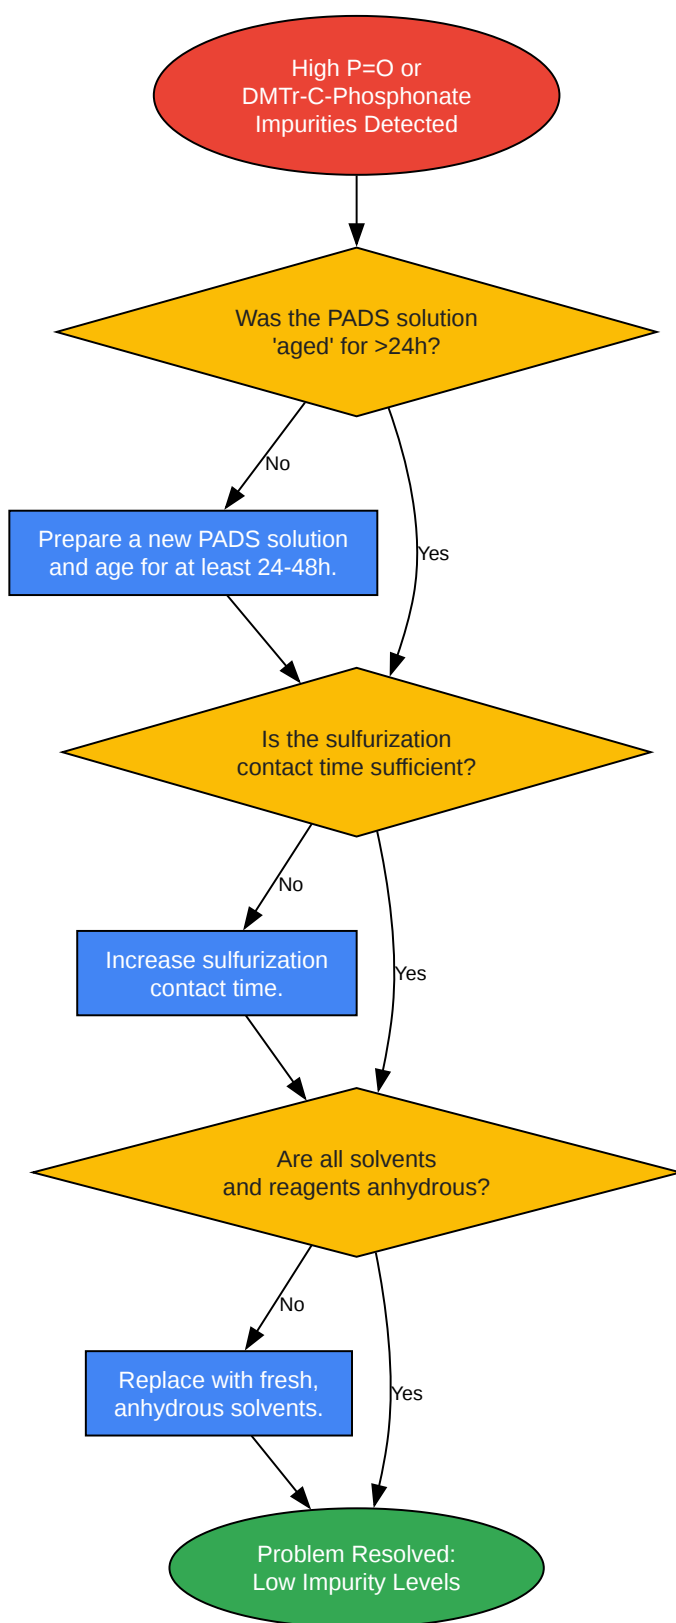 High P=O or
DMTr-C-Phosphonate
Impurities Detected
Was the PADS solution
'aged' for >24h?
No
Yes
Prepare a new PADS solution
and age for at least 24-48h.
Is the sulfurization
contact time sufficient?
No
Yes
Increase sulfurization
contact time.
Are all solvents
and reagents anhydrous?
No
Yes
Replace with fresh,
anhydrous solvents.
Problem Resolved:
Low Impurity Levels